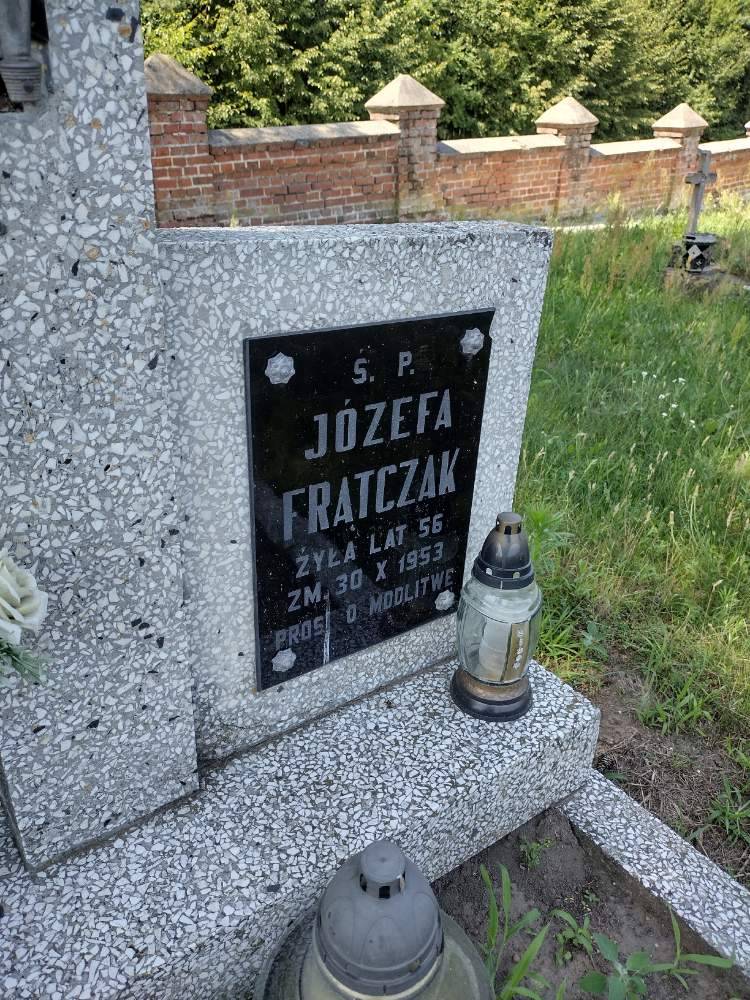 Ś. P.
JÓZEFA
FRATCZAK
ŻYŁA LAT 56
ZM. 30 X 1953
PROSI O MODLITWĘ